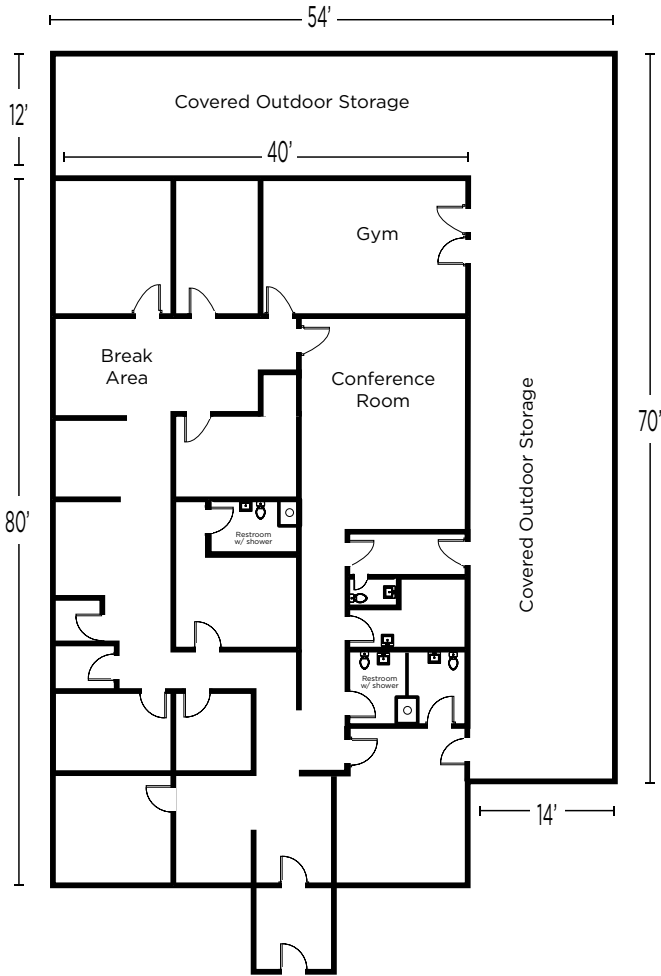 54’
Covered Outdoor Storage
12’
40’
Gym
Break
Area
Conference
Room
Covered Outdoor Storage
70’
80’
Restroom
w/ shower
Restroom
w/ shower
14’